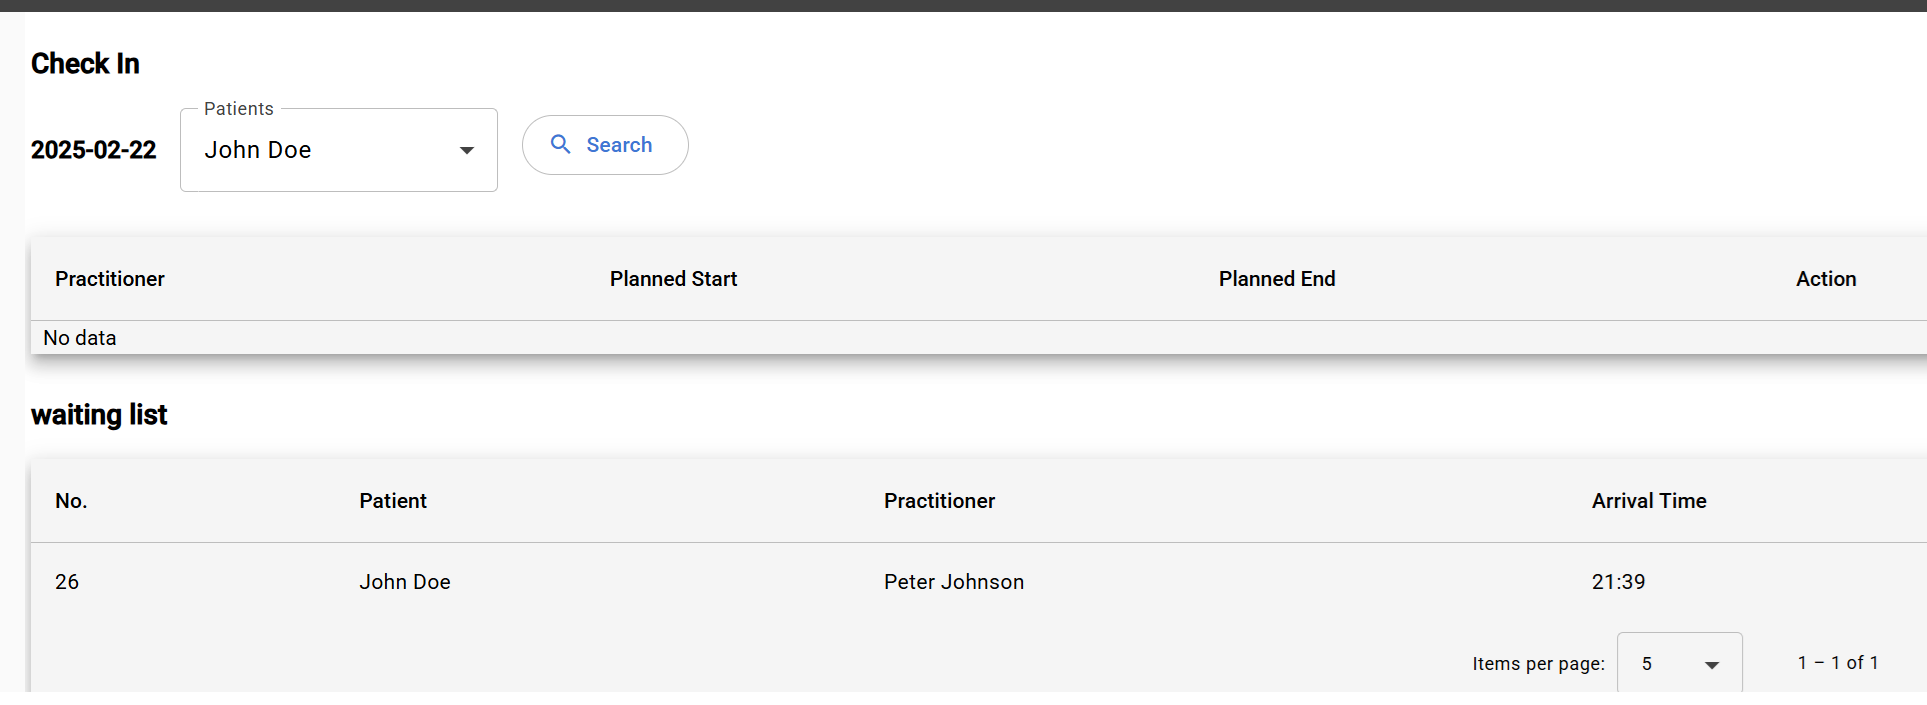 Check In
Patients
2025-02-22 John Doe Search
Practitioner Planned Start Planned End Action
No data
waiting list
No. Patient Practitioner Arrival Time
26 John Doe Peter Johnson 21:39
Items per page: 5 1 – 1 of 1